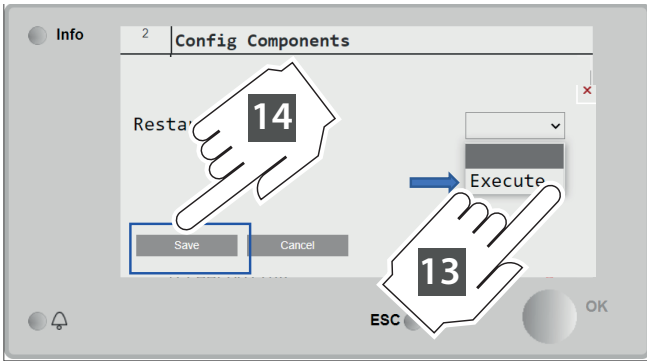 Info
2
Config Components
×
Resta
14
Execute
Save Cancel
13
ESC
OK